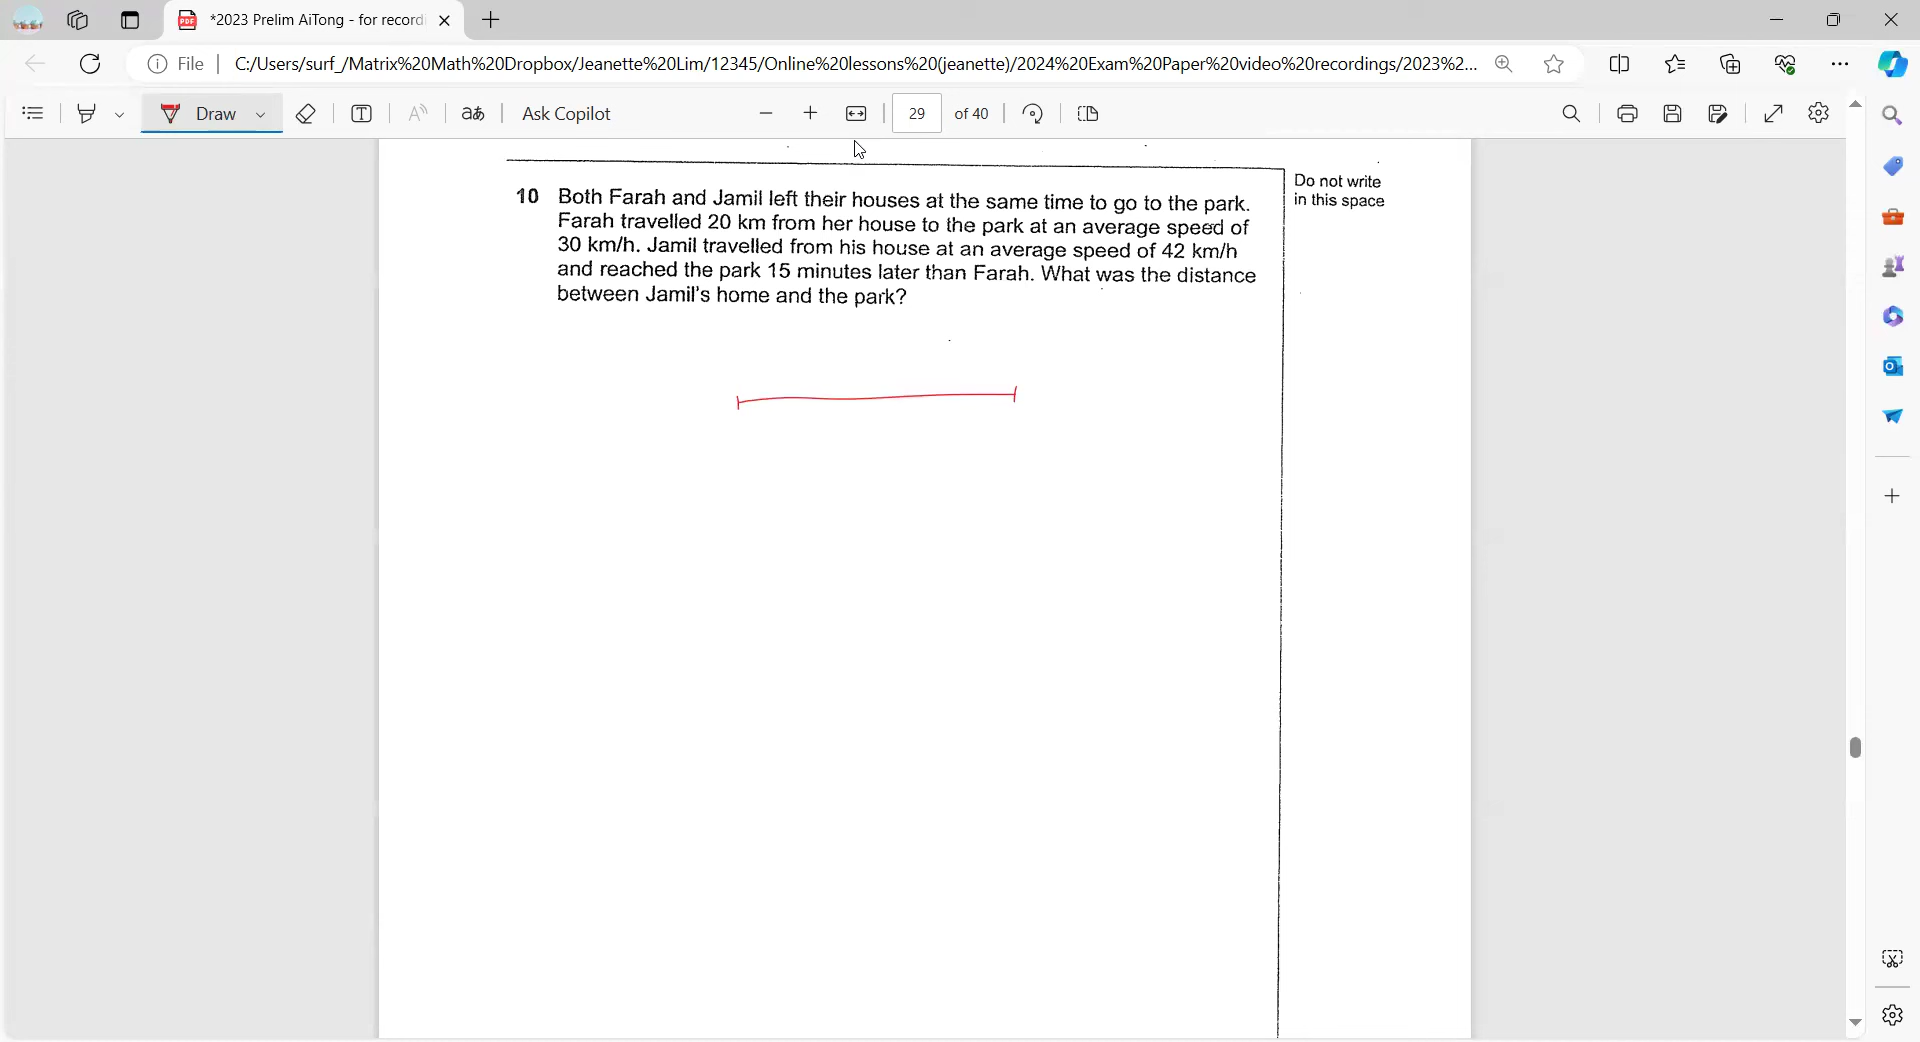 *2023 Prelim AiTong - for record
File
C:/Users/surf_/Matrix%20Math%20Dropbox/Jeanette%20Lim/12345/Online%20lessons%20(jeanette)/2024%20Exam%20Paper%20video%20recordings/2023%2...
Draw
aあ
Ask Copilot
29
of 40
Do not write
in this space
10 Both Farah and Jamil left their houses at the same time to go to the park.
Farah travelled 20 km from her house to the park at an average speed of
30 km/h. Jamil travelled from his house at an average speed of 42 km/h
and reached the park 15 minutes later than Farah. What was the distance
between Jamil's home and the park?